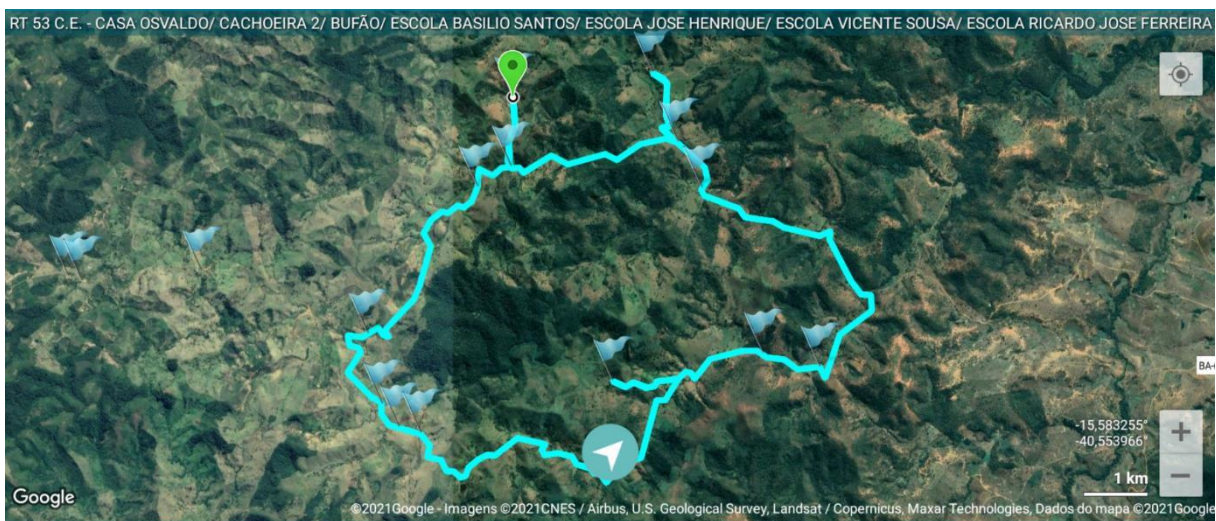 RT 53 C.E. - CASA OSVALDO/ CACHOEIRA 2/ BUFÃO/ ESCOLA BASILIO SANTOS/ ESCOLA JOSE HENRIQUE/ ESCOLA VICENTE SOUSA/ ESCOLA RICARDO JOSE FERREIRA
BA-
-15,583255°
-40,553966°
1 km
Google
©2021Google - Imagens ©2021CNES / Airbus, U.S. Geological Survey, Landsat / Copernicus, Maxar Technologies, Dados do mapa ©2021Google